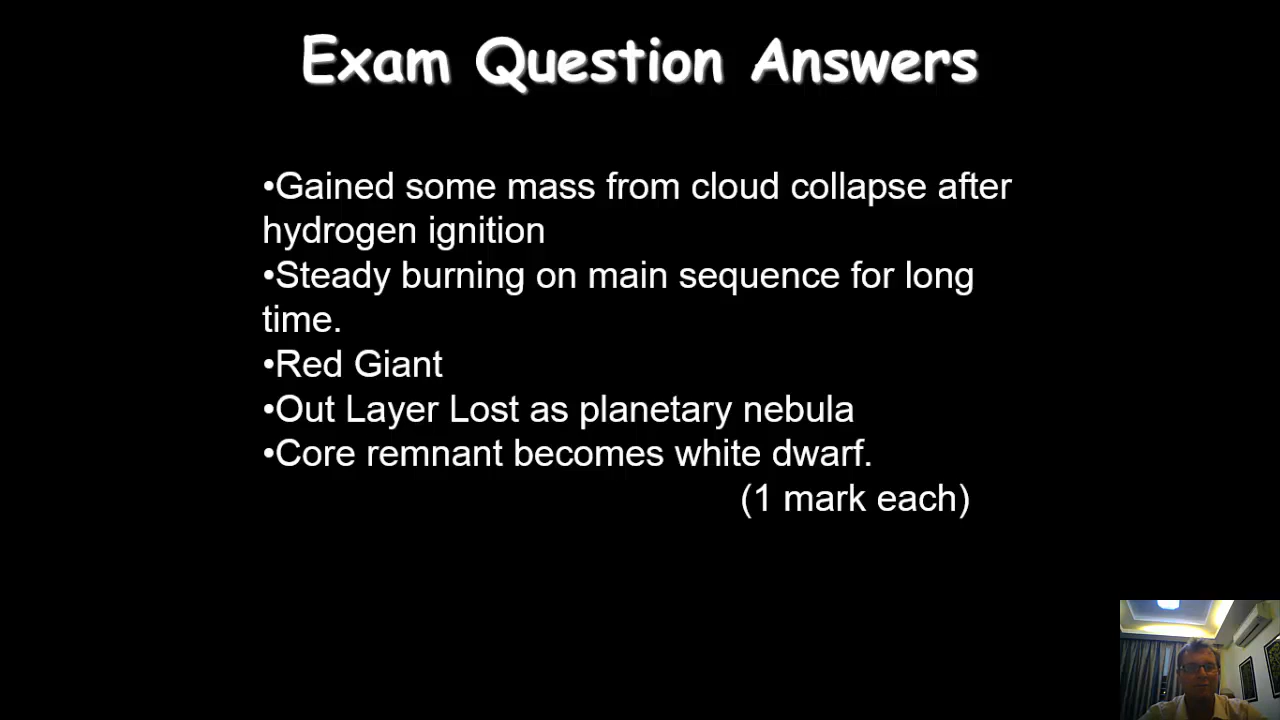 Exam Question Answers
•Gained some mass from cloud collapse after
hydrogen ignition
•Steady burning on main sequence for long
time.
•Red Giant
•Out Layer Lost as planetary nebula
•Core remnant becomes white dwarf.
(1 mark each)